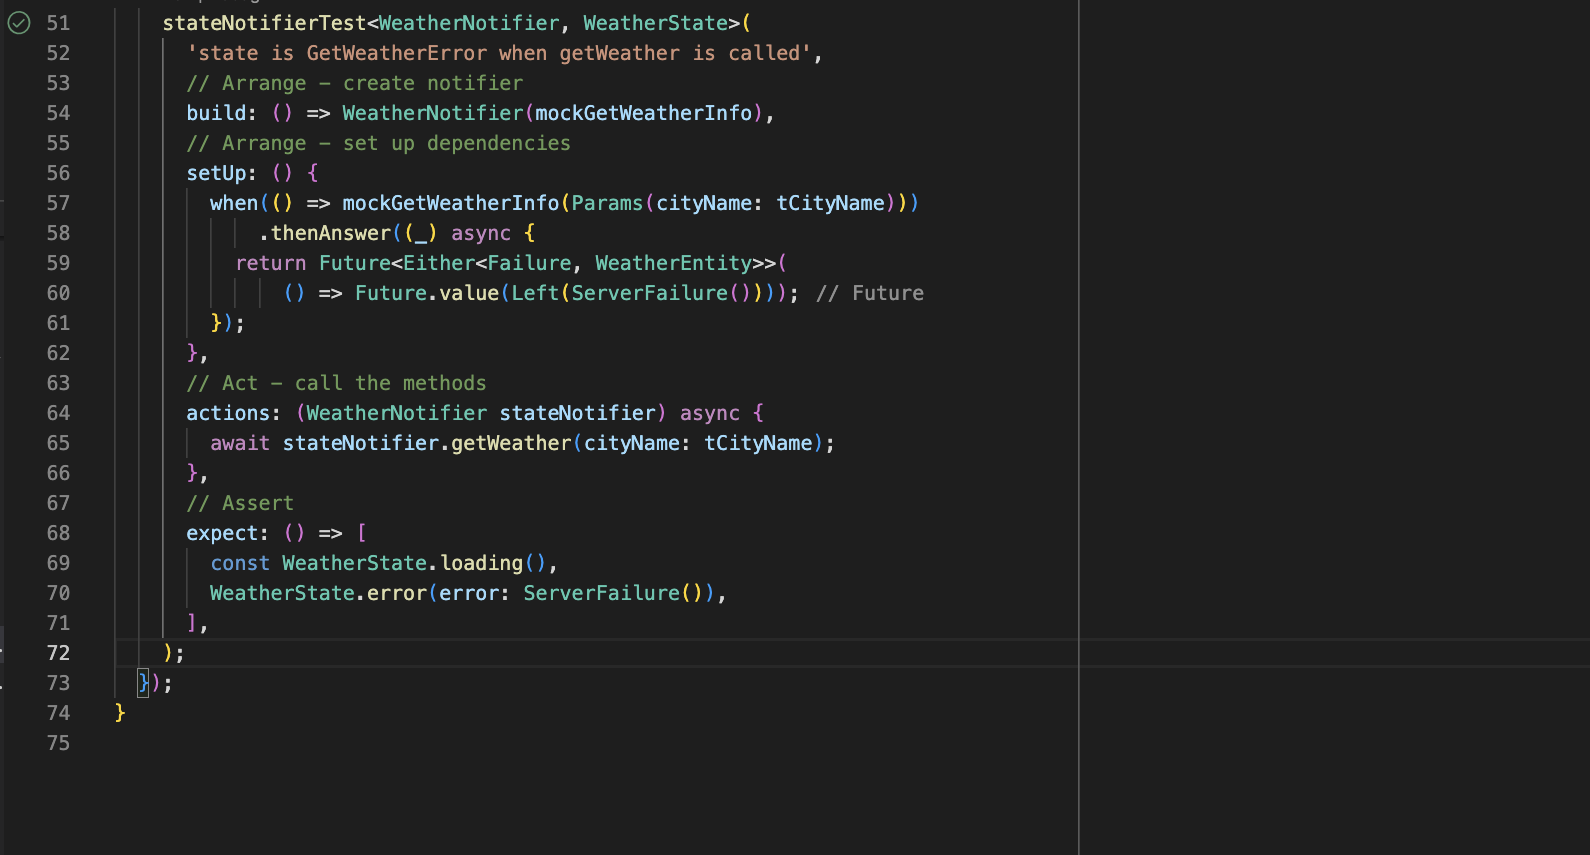 51 stateNotifierTest<WeatherNotifier, WeatherState>(
52 'state is GetWeatherError when getWeather is called',
53 // Arrange – create notifier
54 build: () => WeatherNotifier(mockGetWeatherInfo),
55 // Arrange – set up dependencies
56 setUp: () {
57 when(() => mockGetWeatherInfo(Params(cityName: tCityName)))
58 .thenAnswer((_) async {
59 return Future<Either<Failure, WeatherEntity>>(
60 () => Future.value(Left(ServerFailure()))); // Future
61 });
62 },
63 // Act – call the methods
64 actions: (WeatherNotifier stateNotifier) async {
65 await stateNotifier.getWeather(cityName: tCityName);
66 },
67 // Assert
68 expect: () => [
69 const WeatherState.loading(),
70 WeatherState.error(error: ServerFailure()),
71 ],
72 );
73 });
74 }
75